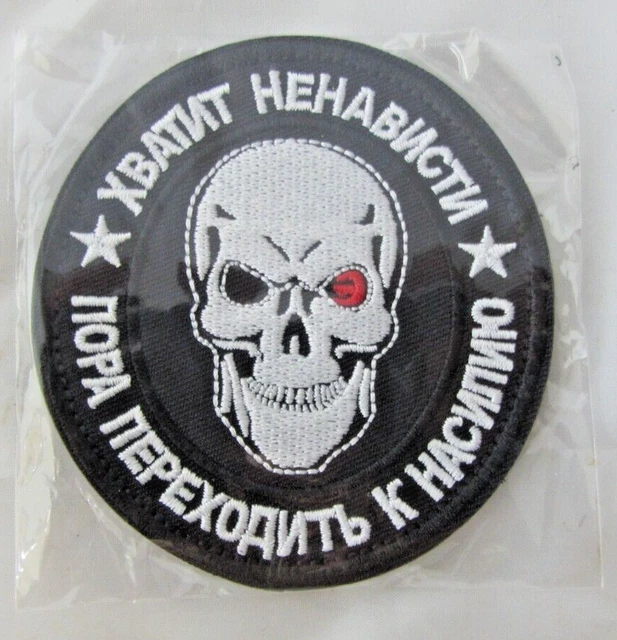 ХВАТИТ НЕНАВИСТИ
ПОРА ПЕРЕХОДИТЬ К НАСИЛИЮ